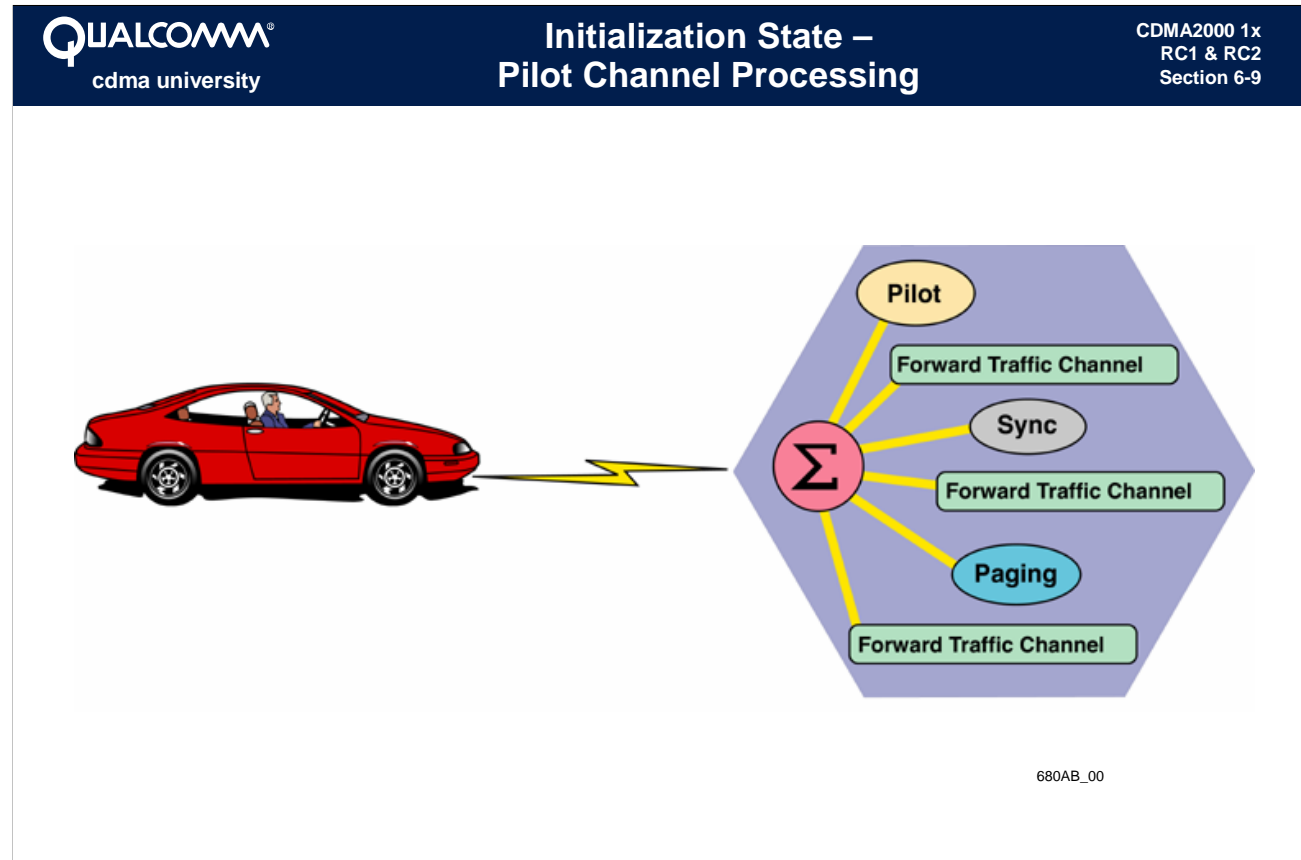 QUALCOMM®
cdma university
Initialization State –
Pilot Channel Processing
CDMA2000 1x
RC1 & RC2
Section 6-9
Pilot
Forward Traffic Channel
Sync
Σ
Forward Traffic Channel
Paging
Forward Traffic Channel
680AB_00